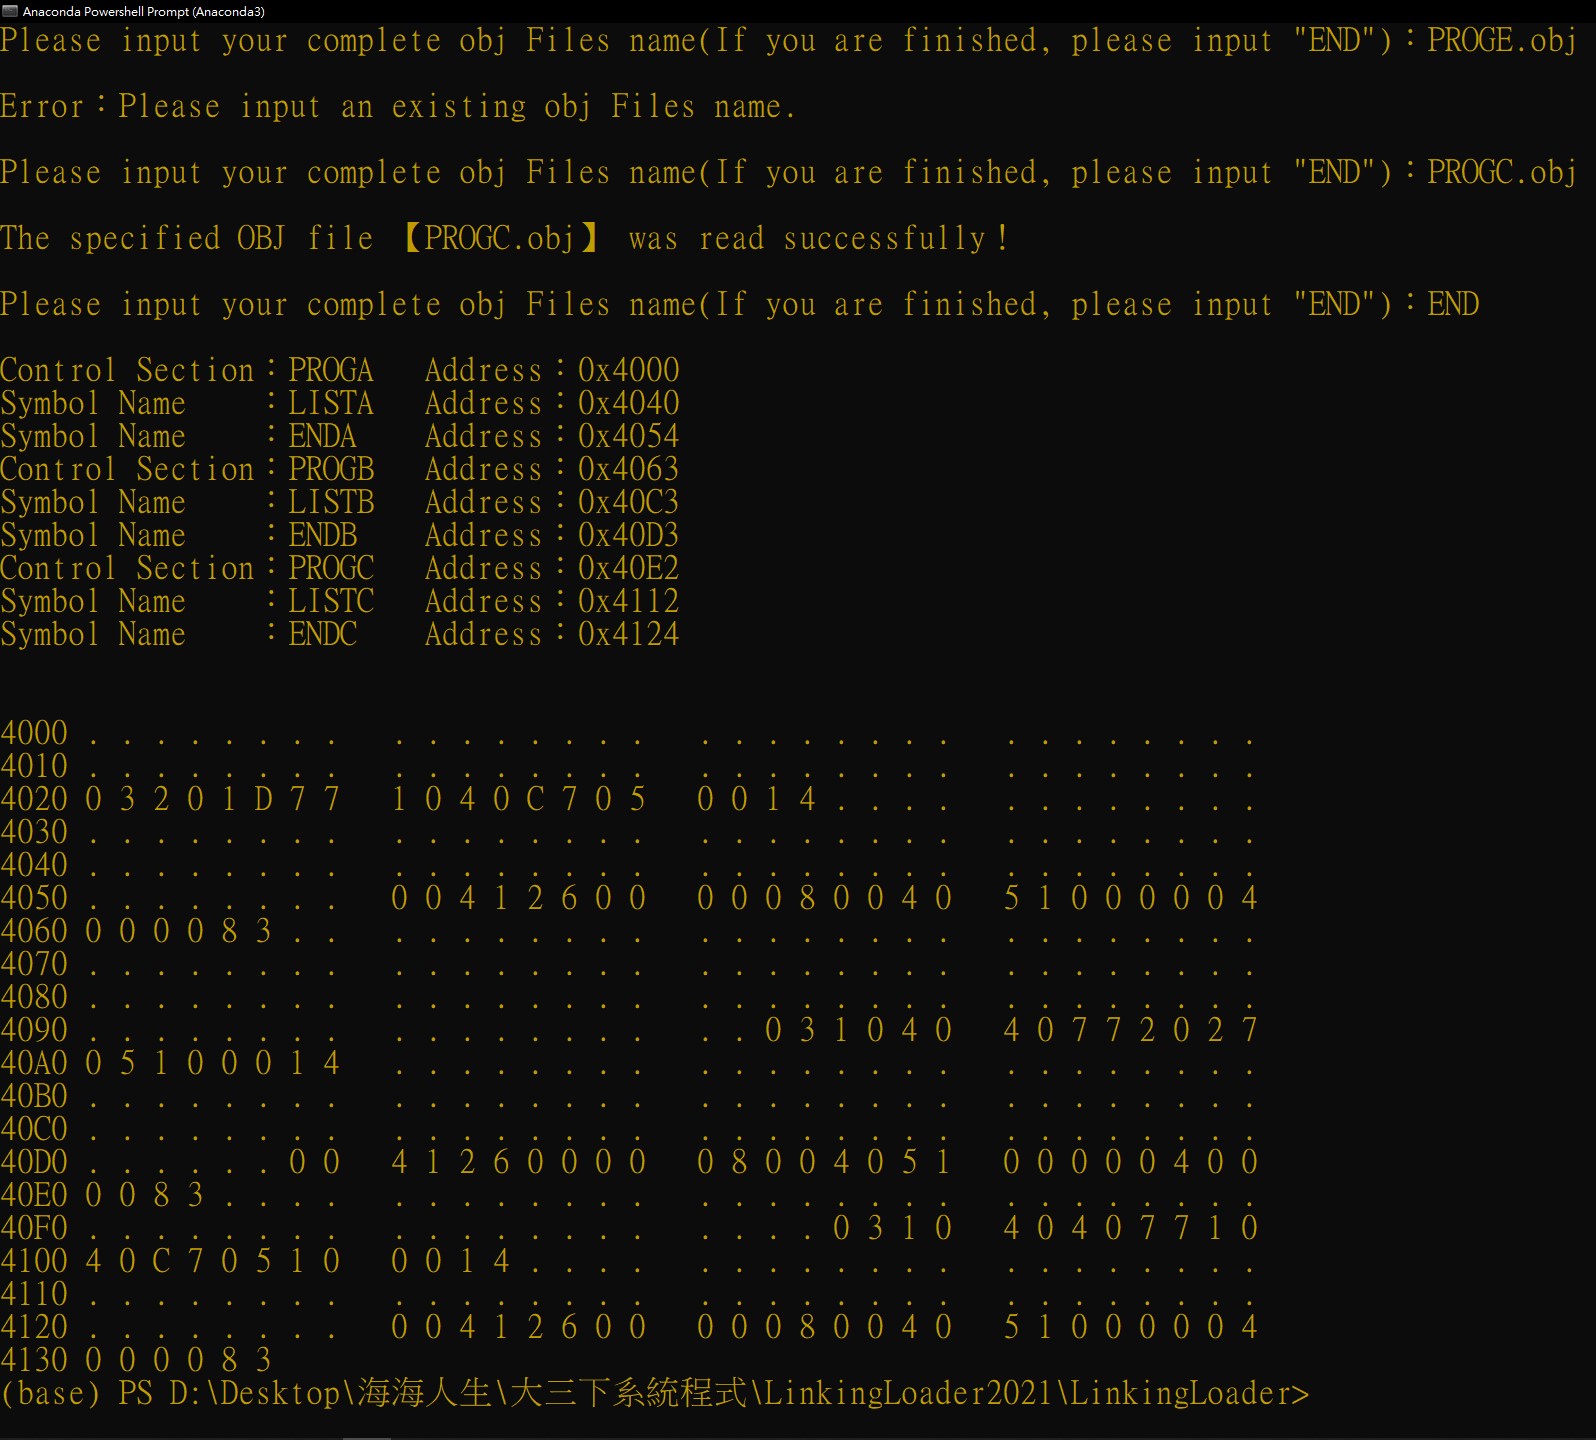 Anaconda Powershell Prompt (Anaconda3)
Please input your complete obj Files name(If you are finished, please input "END")：PROGE.obj
Error：Please input an existing obj Files name.
Please input your complete obj Files name(If you are finished, please input "END")：PROGC.obj
The specified OBJ file 【PROGC.obj】 was read successfully！
Please input your complete obj Files name(If you are finished, please input "END")：END
Control Section：PROGA   Address：0x4000
Symbol Name    ：LISTA   Address：0x4040
Symbol Name    ：ENDA    Address：0x4054
Control Section：PROGB   Address：0x4063
Symbol Name    ：LISTB   Address：0x40C3
Symbol Name    ：ENDB    Address：0x40D3
Control Section：PROGC   Address：0x40E2
Symbol Name    ：LISTC   Address：0x4112
Symbol Name    ：ENDC    Address：0x4124
4000 . . . . . . . .   . . . . . . . .   . . . . . . . .   . . . . . . . .
4010 . . . . . . . .   . . . . . . . .   . . . . . . . .   . . . . . . . .
4020 0 3 2 0 1 D 7 7   1 0 4 0 C 7 0 5   0 0 1 4 . . . .   . . . . . . . .
4030 . . . . . . . .   . . . . . . . .   . . . . . . . .   . . . . . . . .
4040 . . . . . . . .   . . . . . . . .   . . . . . . . .   . . . . . . . .
4050 . . . . . . . .   0 0 4 1 2 6 0 0   0 0 0 8 0 0 4 0   5 1 0 0 0 0 0 4
4060 0 0 0 0 8 3 . .   . . . . . . . .   . . . . . . . .   . . . . . . . .
4070 . . . . . . . .   . . . . . . . .   . . . . . . . .   . . . . . . . .
4080 . . . . . . . .   . . . . . . . .   . . . . . . . .   . . . . . . . .
4090 . . . . . . . .   . . . . . . . .   . . 0 3 1 0 4 0   4 0 7 7 2 0 2 7
40A0 0 5 1 0 0 0 1 4   . . . . . . . .   . . . . . . . .   . . . . . . . .
40B0 . . . . . . . .   . . . . . . . .   . . . . . . . .   . . . . . . . .
40C0 . . . . . . . .   . . . . . . . .   . . . . . . . .   . . . . . . . .
40D0 . . . . . . 0 0   4 1 2 6 0 0 0 0   0 8 0 0 4 0 5 1   0 0 0 0 0 4 0 0
40E0 0 0 8 3 . . . .   . . . . . . . .   . . . . . . . .   . . . . . . . .
40F0 . . . . . . . .   . . . . . . . .   . . . . 0 3 1 0   4 0 4 0 7 7 1 0
4100 4 0 C 7 0 5 1 0   0 0 1 4 . . . .   . . . . . . . .   . . . . . . . .
4110 . . . . . . . .   . . . . . . . .   . . . . . . . .   . . . . . . . .
4120 . . . . . . . .   0 0 4 1 2 6 0 0   0 0 0 8 0 0 4 0   5 1 0 0 0 0 0 4
4130 0 0 0 0 8 3
(base) PS D:\Desktop\海海人生\大三下系統程式\LinkingLoader2021\LinkingLoader>